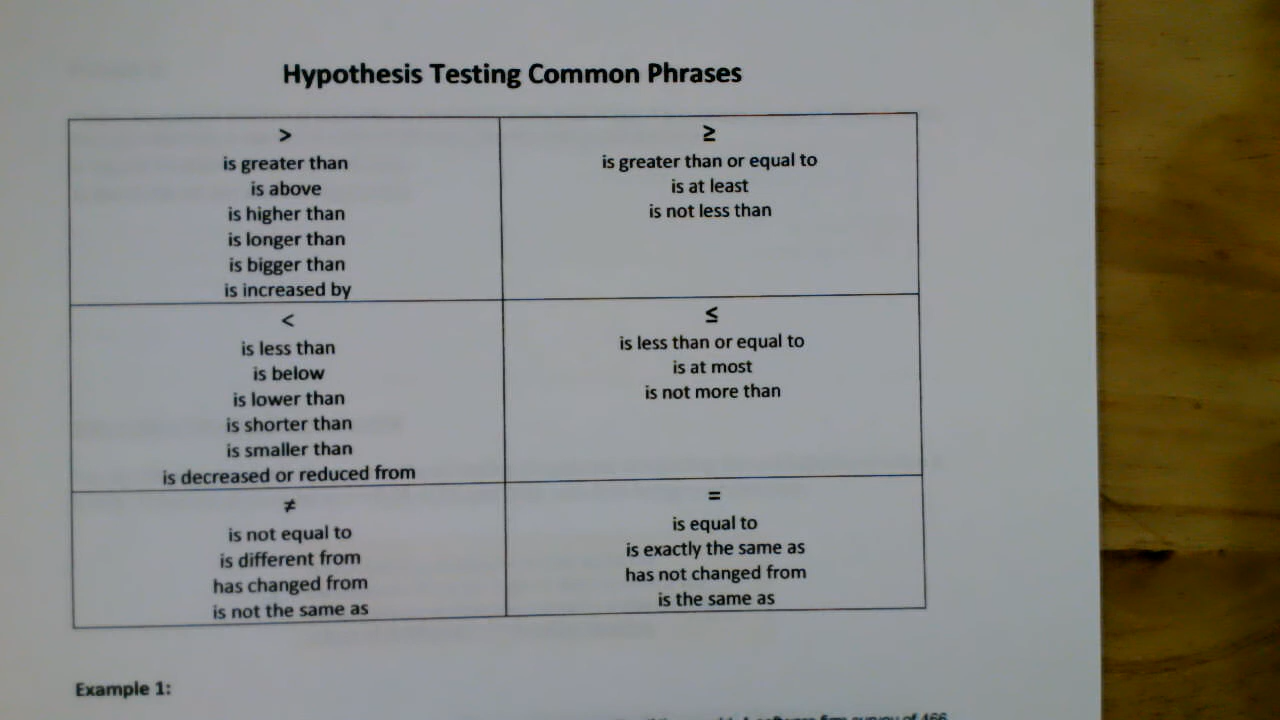 Hypothesis Testing Common Phrases
>
is greater than
is above
is higher than
is longer than
is bigger than
is increased by
≥
is greater than or equal to
is at least
is not less than
<
is less than
is below
is lower than
is shorter than
is smaller than
is decreased or reduced from
≤
is less than or equal to
is at most
is not more than
≠
is not equal to
is different from
has changed from
is not the same as
=
is equal to
is exactly the same as
has not changed from
is the same as
Example 1:
software firm survey of 466